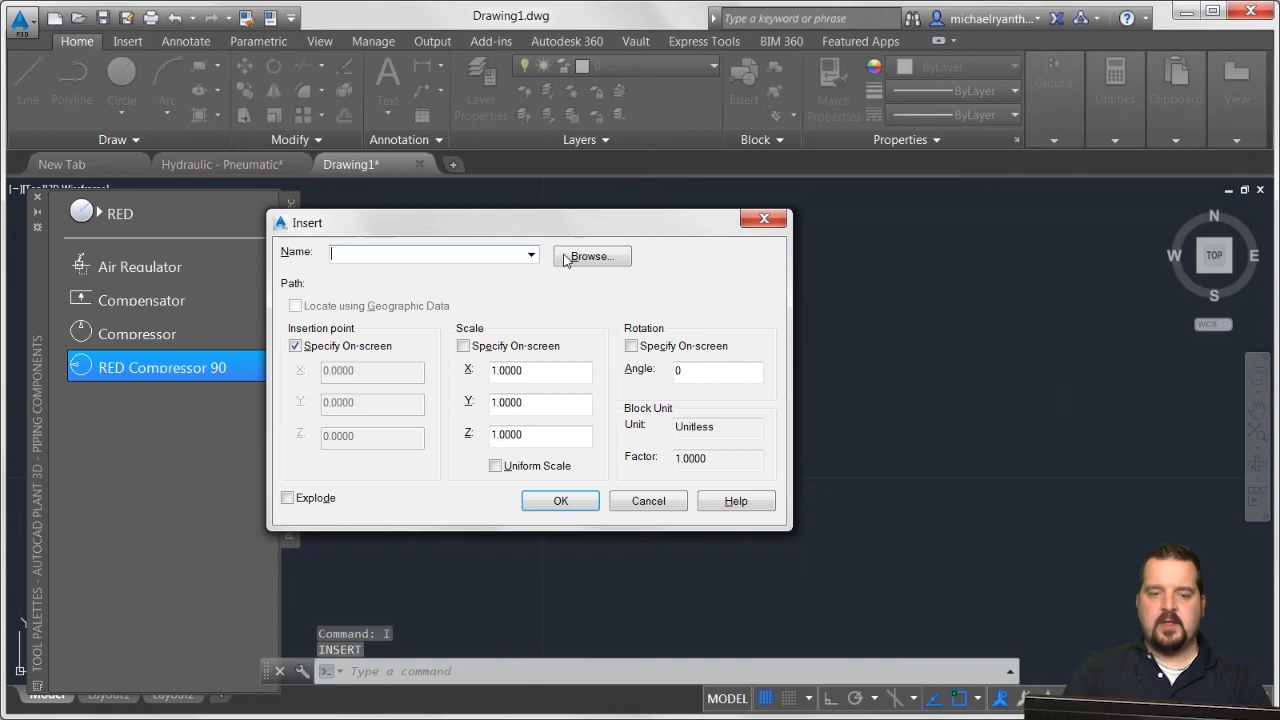 P3D
Drawing1.dwg
Type a keyword or phrase
michaelryanth...
Home
Insert
Annotate
Parametric
View
Manage
Output
Add-ins
Autodesk 360
Vault
Express Tools
BIM 360
Featured Apps
Line
Polyline
Circle
Arc
Text
Layer
Properties
0
Insert
Match
Properties
ByLayer
ByLayer
ByLayer
Groups
Utilities
Clipboard
View
Draw
Modify
Annotation
Layers
Block
Properties
New Tab
Hydraulic - Pneumatic*
Drawing1*
RED
Air Regulator
Compensator
Compressor
RED Compressor 90
TOOL PALETTES - AUTOCAD PLANT 3D - PIPING COMPONENTS
Insert
Name:
Browse...
Path:
Locate using Geographic Data
Insertion point
Specify On-screen
X:
0.0000
Y:
0.0000
Z:
0.0000
Scale
Specify On-screen
X:
1.0000
Y:
1.0000
Z:
1.0000
Uniform Scale
Rotation
Specify On-screen
Angle:
0
Block Unit
Unit:
Unitless
Factor:
1.0000
Explode
OK
Cancel
Help
N
W
TOP
E
S
WCS
Command: I
INSERT
Type a command
Model
Layout1
Layout2
MODEL